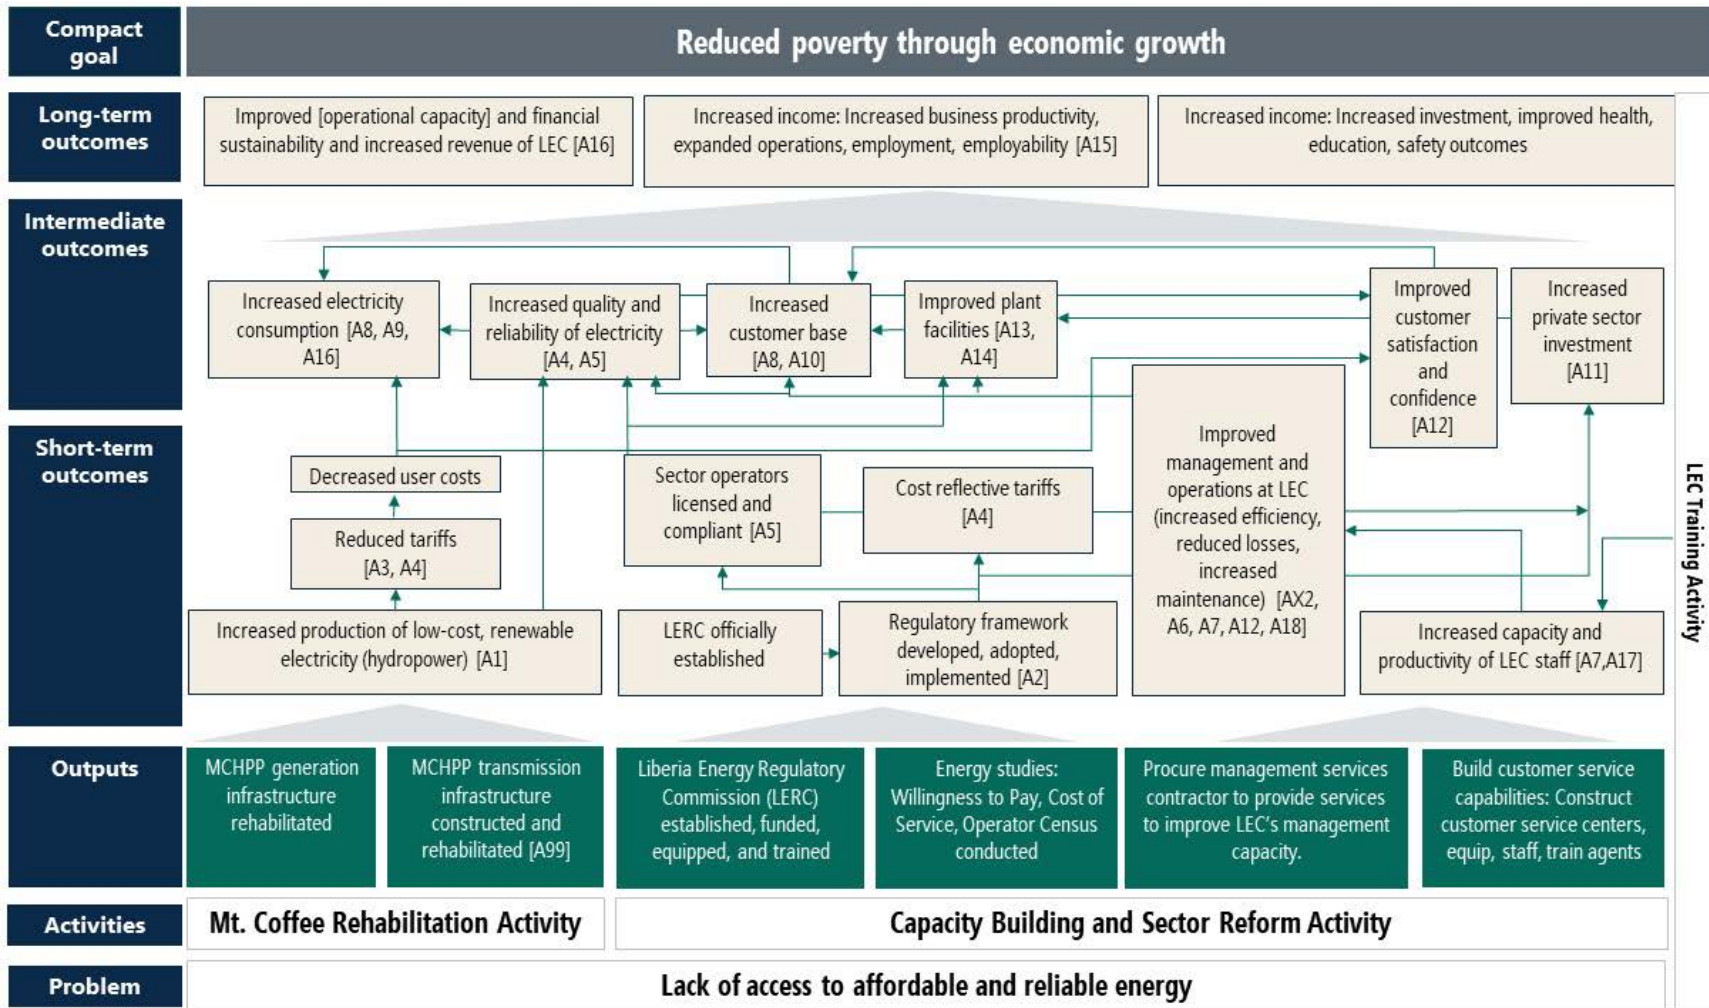 Compact
goal
Reduced poverty through economic growth
Long-term
outcomes
Improved [operational capacity] and financial
sustainability and increased revenue of LEC [A16]
Increased income: Increased business productivity,
expanded operations, employment, employability [A15]
Increased income: Increased investment, improved health,
education, safety outcomes
Intermediate
outcomes
Increased electricity
consumption [A8, A9,
A16]
Increased quality and
reliability of electricity
[A4, A5]
Increased
customer base
[A8, A10]
Improved plant
facilities [A13,
A14]
Improved
customer
satisfaction
and
confidence
[A12]
Increased
private sector
investment
[A11]
Short-term
outcomes
Decreased user costs
Reduced tariffs
[A3, A4]
Increased production of low-cost, renewable
electricity (hydropower) [A1]
Sector operators
licensed and
compliant [A5]
Cost reflective tariffs
[A4]
LERC officially
established
Regulatory framework
developed, adopted,
implemented [A2]
Improved
management and
operations at LEC
(increased efficiency,
reduced losses,
increased
maintenance) [AX2,
A6, A7, A12, A18]
Increased capacity and
productivity of LEC staff [A7,A17]
LEC Training Activity
Outputs
MCHPP generation
infrastructure
rehabilitated
MCHPP transmission
infrastructure
constructed and
rehabilitated [A99]
Liberia Energy Regulatory
Commission (LERC)
established, funded,
equipped, and trained
Energy studies:
Willingness to Pay, Cost of
Service, Operator Census
conducted
Procure management services
contractor to provide services
to improve LEC's management
capacity.
Build customer service
capabilities: Construct
customer service centers,
equip, staff, train agents
Activities
Mt. Coffee Rehabilitation Activity
Capacity Building and Sector Reform Activity
Problem
Lack of access to affordable and reliable energy